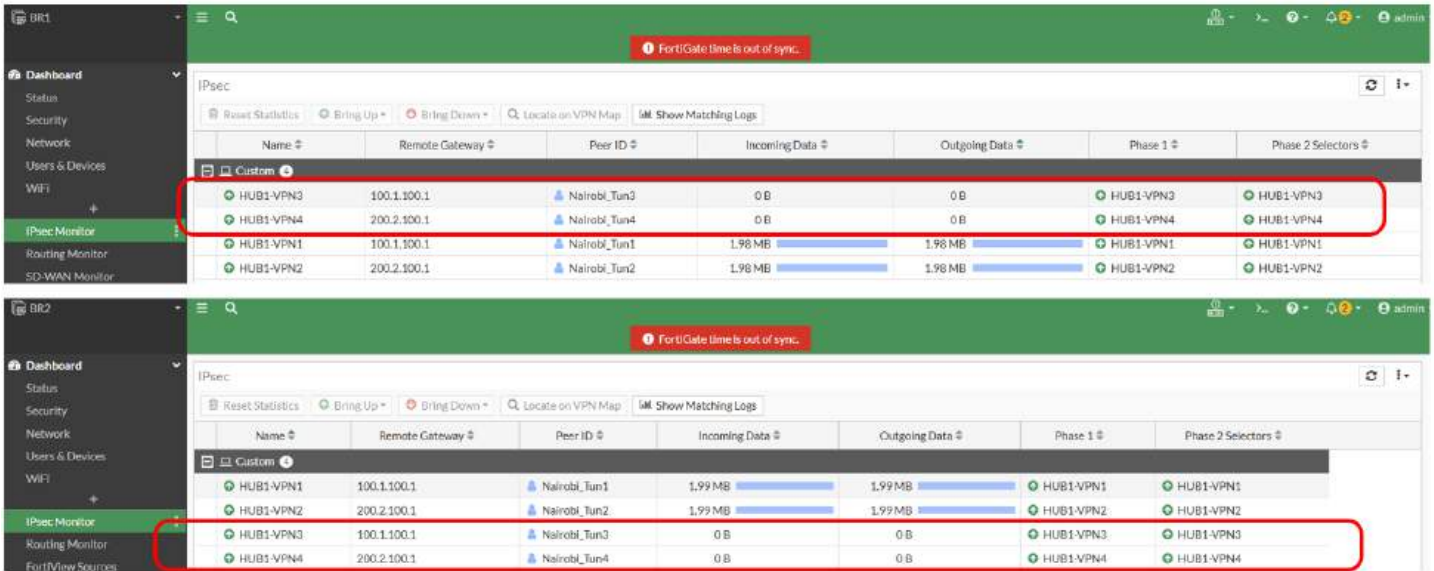 BR1
admin
FortiGate time is out of sync.
Dashboard
Status
Security
Network
Users & Devices
WiFi
IPsec Monitor
Routing Monitor
SD-WAN Monitor
IPsec
Reset Statistics Bring Up Bring Down Locate on VPN Map Show Matching Logs
Name Remote Gateway Peer ID Incoming Data Outgoing Data Phase 1 Phase 2 Selectors
Custom 4
HUB1-VPN3 100.1.100.1 Nairobi_Tun3 0 B 0 B HUB1-VPN3 HUB1-VPN3
HUB1-VPN4 200.2.100.1 Nairobi_Tun4 0 B 0 B HUB1-VPN4 HUB1-VPN4
HUB1-VPN1 100.1.100.1 Nairobi_Tun1 1.98 MB 1.98 MB HUB1-VPN1 HUB1-VPN1
HUB1-VPN2 200.2.100.1 Nairobi_Tun2 1.98 MB 1.98 MB HUB1-VPN2 HUB1-VPN2
BR2
2 admin
FortiGate time is out of sync.
Dashboard
Status
Security
Network
Users & Devices
WiFi
IPsec Monitor
Routing Monitor
FortiView Sources
IPsec
Reset Statistics Bring Up Bring Down Locate on VPN Map Show Matching Logs
Name Remote Gateway Peer ID Incoming Data Outgoing Data Phase 1 Phase 2 Selectors
Custom 4
HUB1-VPN1 100.1.100.1 Nairobi_Tun1 1.99 MB 1.99 MB HUB1-VPN1 HUB1-VPN1
HUB1-VPN2 200.2.100.1 Nairobi_Tun2 1.99 MB 1.99 MB HUB1-VPN2 HUB1-VPN2
HUB1-VPN3 100.1.100.1 Nairobi_Tun3 0 B 0 B HUB1-VPN3 HUB1-VPN3
HUB1-VPN4 200.2.100.1 Nairobi_Tun4 0 B 0 B HUB1-VPN4 HUB1-VPN4